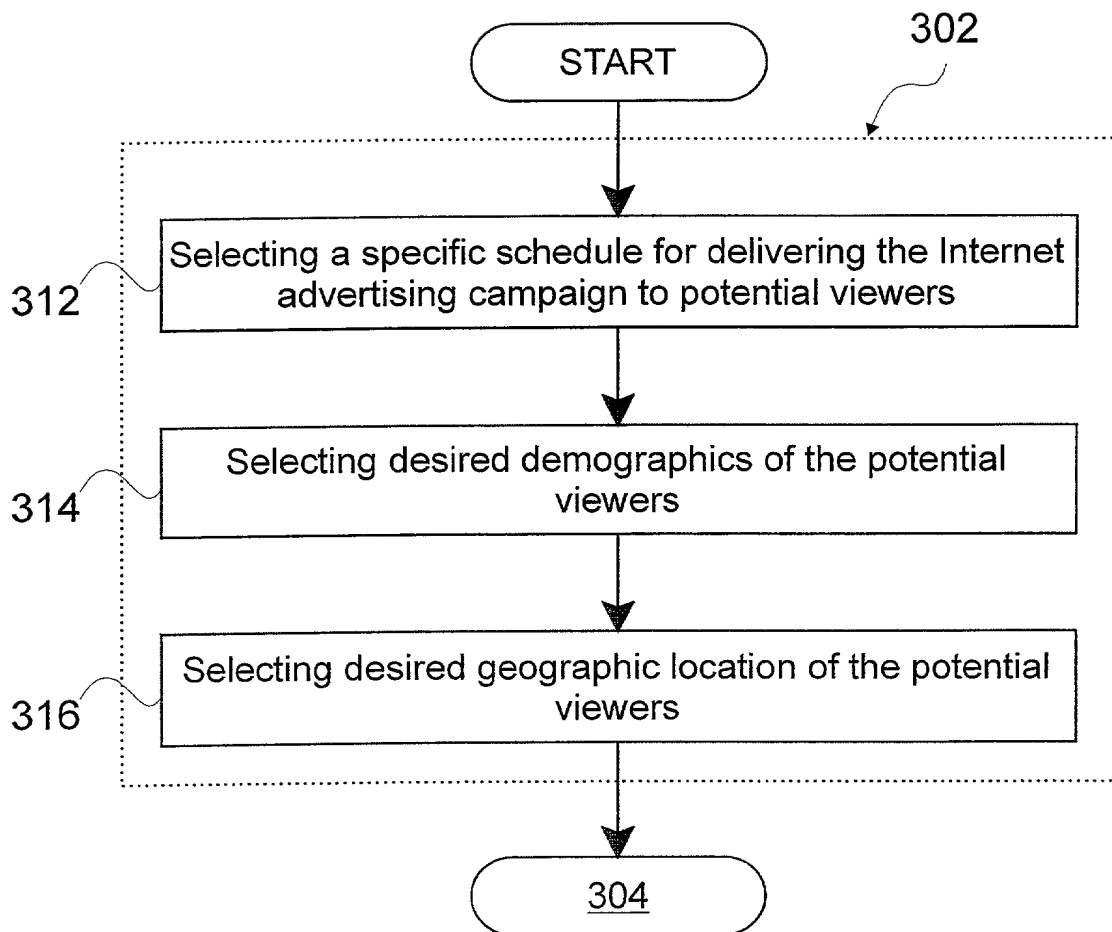 302
START
Selecting a specific schedule for delivering the Internet
advertising campaign to potential viewers
312
Selecting desired demographics of the potential
viewers
314
Selecting desired geographic location of the potential
viewers
316
304